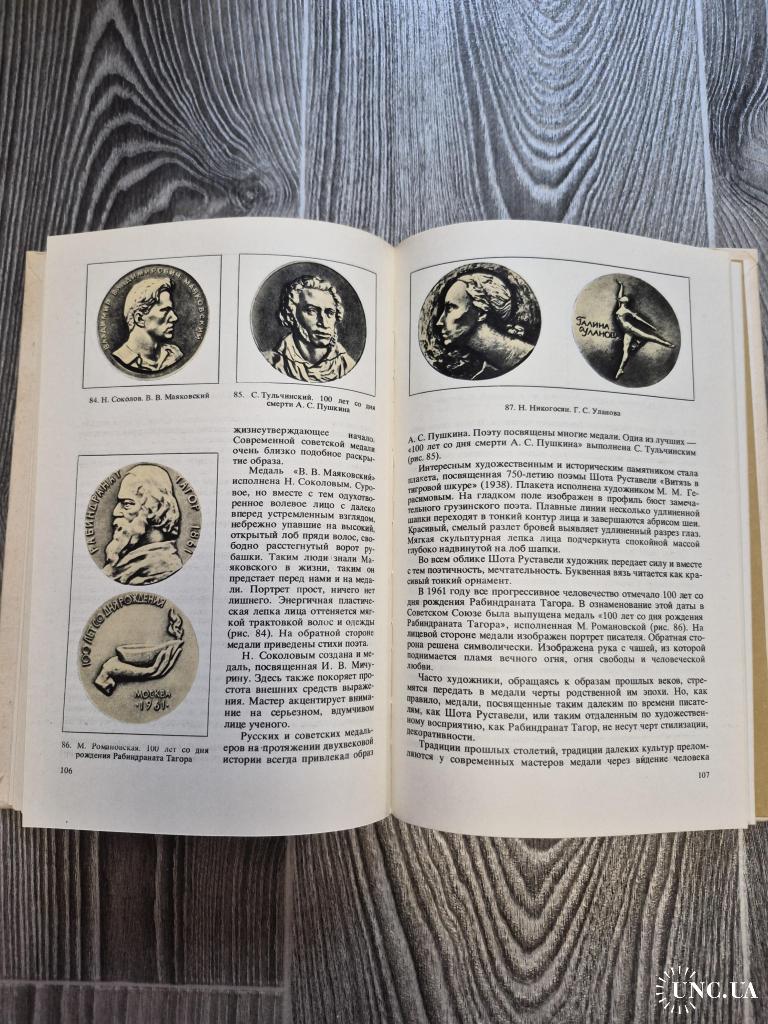 ВЛАДИМИР ВЛАДИМИРОВИЧ МАЯКОВСКИЙ
84. Н. Соколов. В. В. Маяковский
85. С. Тульчинский. 100 лет со дня
смерти А. С. Пушкина
жизнеутверждающее начало.
Современной советской медали
очень близко подобное раскры-
тие образа.
Медаль «В. В. Маяковский»
исполнена Н. Соколовым. Суро-
вое, но вместе с тем одухотво-
ренное волевое лицо с далеко
вперед устремленным взглядом,
небрежно упавшие на высокий,
открытый лоб пряди волос, сво-
бодно расстегнутый ворот ру-
башки. Таким люди знали Ма-
яковского в жизни, таким он
предстает перед нами и на меда-
ли. Портрет прост, ничего нет
лишнего. Энергичная пластичес-
кая лепка лица оттеняется мяг-
кой трактовкой волос и одежды
(рис. 84). На обратной стороне
медали приведены стихи поэта.
Н. Соколовым создана и ме-
даль, посвященная И. В. Мичу-
рину. Здесь также покоряет про-
стота внешних средств выраже-
ния. Мастер акцентирует внима-
ние на серьезном, вдумчивом
лице ученого.
Русских и советских медалье-
ров на протяжении двухвековой
истории всегда привлекал образ
РАБИНДРАНАТ ТАГОР 1861
100 ЛЕТ СО ДНЯ РОЖДЕНИЯ
МОСКВА
·1961·
86. М. Романовская. 100 лет со дня
рождения Рабиндраната Тагора
106
ГАЛИНА
УЛАНОВА
87. Н. Никогосян. Г. С. Уланова
А. С. Пушкина. Поэту посвящены многие медали. Одна из лучших —
«100 лет со дня смерти А. С. Пушкина» выполнена С. Тульчинским
(рис. 85).
Интересным художественным и историческим памятником стала
плакета, посвященная 750-летию поэмы Шота Руставели «Витязь в
тигровой шкуре» (1938). Плакета исполнена художником М. М. Ге-
расимовым. На гладком поле изображен в профиль бюст замеча-
тельного грузинского поэта. Плавные линии несколько удлиненной
шапки переходят в тонкий контур лица и завершаются абрисом шеи.
Красивый, смелый разлет бровей выявляет удлиненный разрез глаз.
Мягкая скульптурная лепка лица подчеркнута спокойной массой
глубоко надвинутой на лоб шапки.
Во всем облике Шота Руставели художник передает силу и вместе
с тем поэтичность, мечтательность. Буквенная вязь читается как кра-
сивый тонкий орнамент.
В 1961 году все прогрессивное человечество отмечало 100 лет со
дня рождения Рабиндраната Тагора. В ознаменование этой даты в
Советском Союзе была выпущена медаль «100 лет со дня рождения
Рабиндраната Тагора», исполненная М. Романовской (рис. 86). На
лицевой стороне медали изображен портрет писателя. Обратная сто-
рона решена символически. Изображена рука с чашей, из которой
поднимается пламя вечного огня, огня свободы и человеческой
любви.
Часто художники, обращаясь к образам прошлых веков, стре-
мятся передать в медали черты родственной им эпохи. Но, как
правило, медали, посвященные таким далеким по времени писате-
лям, как Шота Руставели, или таким отдаленным по художествен-
ному восприятию, как Рабиндранат Тагор, не несут черт стилизации,
декоративности.
Традиции прошлых столетий, традиции далеких культур прелом-
ляются у современных мастеров медали через видение человека
107
UNC.UA